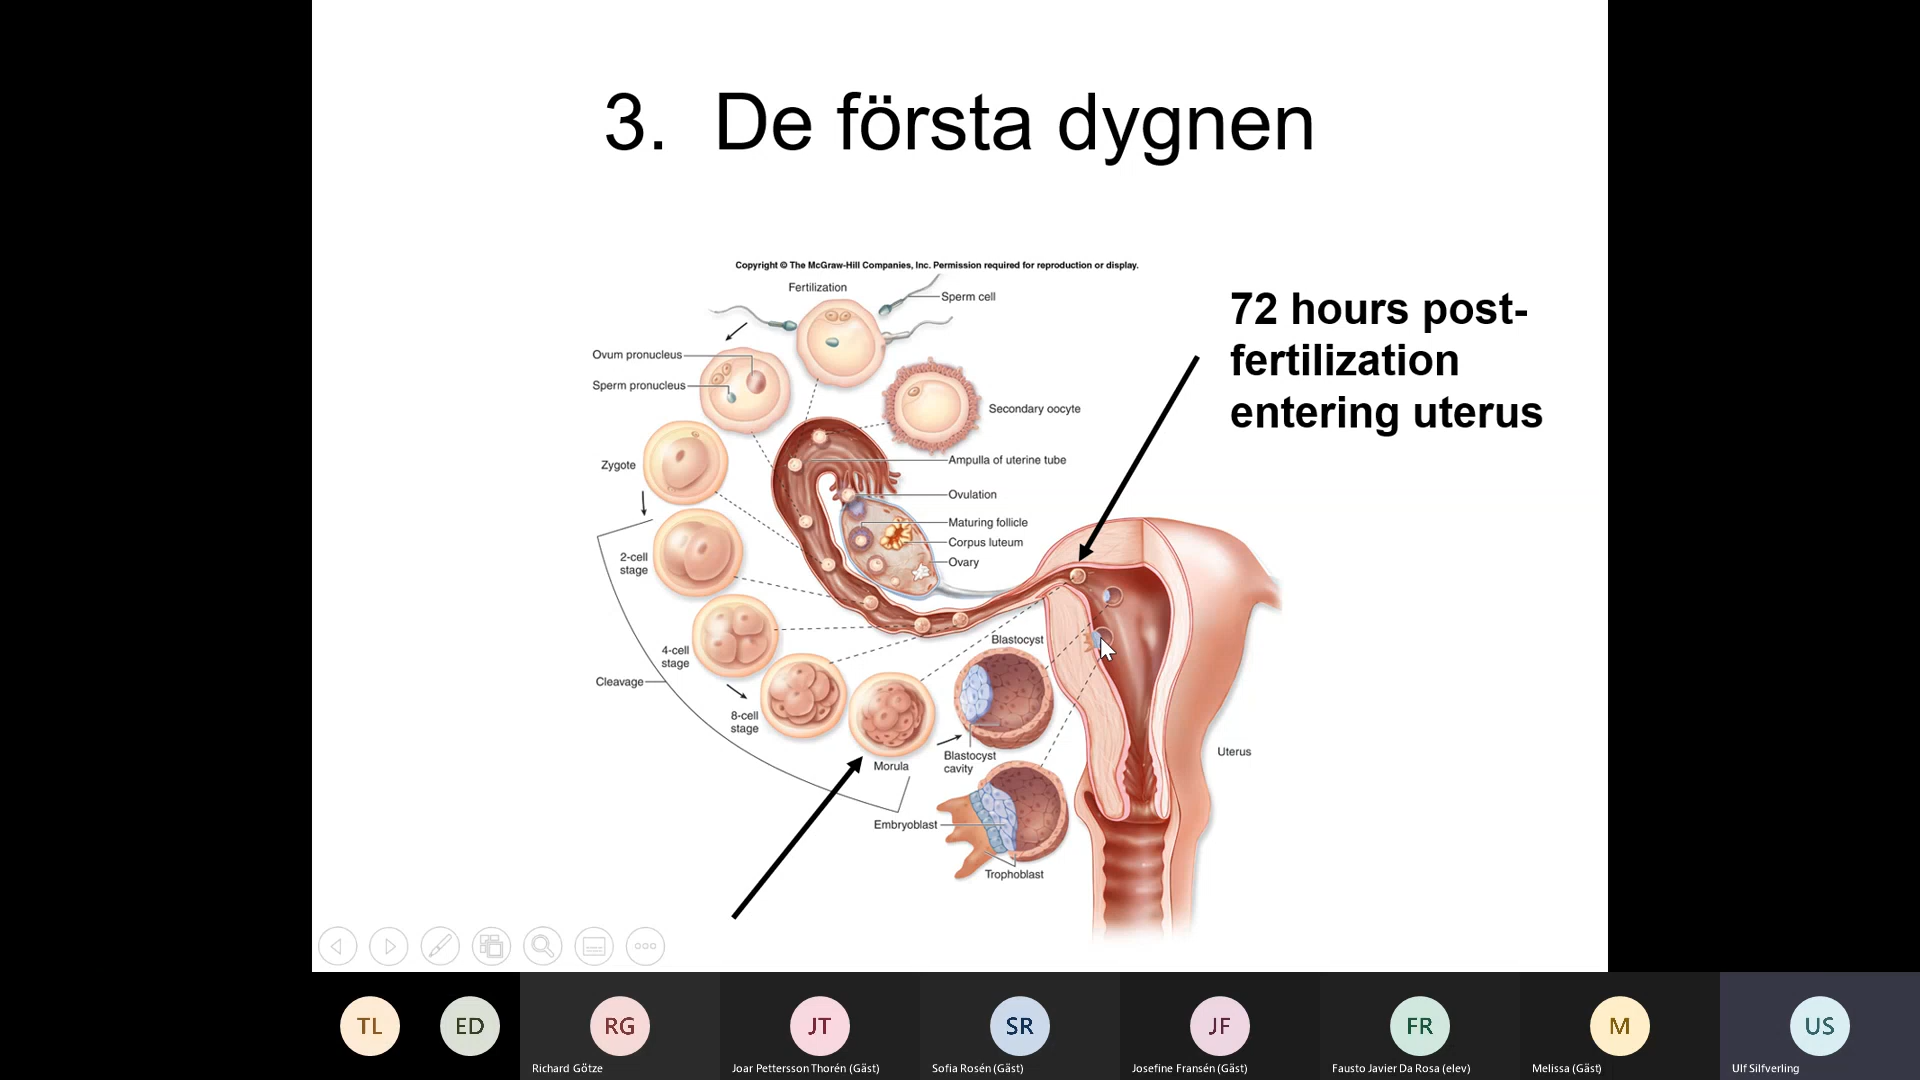 3. De första dygnen
Copyright © The McGraw-Hill Companies, Inc. Permission required for reproduction or display.
Fertilization
Sperm cell
72 hours post-
fertilization
entering uterus
Ovum pronucleus
Sperm pronucleus
Secondary oocyte
Zygote
Ampulla of uterine tube
Ovulation
Maturing follicle
Corpus luteum
Ovary
2-cell
stage
4-cell
stage
Cleavage
8-cell
stage
Morula
Blastocyst
Blastocyst
cavity
Uterus
Embryoblast
Trophoblast
TL
ED
RG
JT
SR
JF
FR
M
US
Richard Götze
Joar Pettersson Thorén (Gäst)
Sofia Rosén (Gäst)
Josefine Fransén (Gäst)
Fausto Javier Da Rosa (elev)
Melissa (Gäst)
Ulf Silfverling